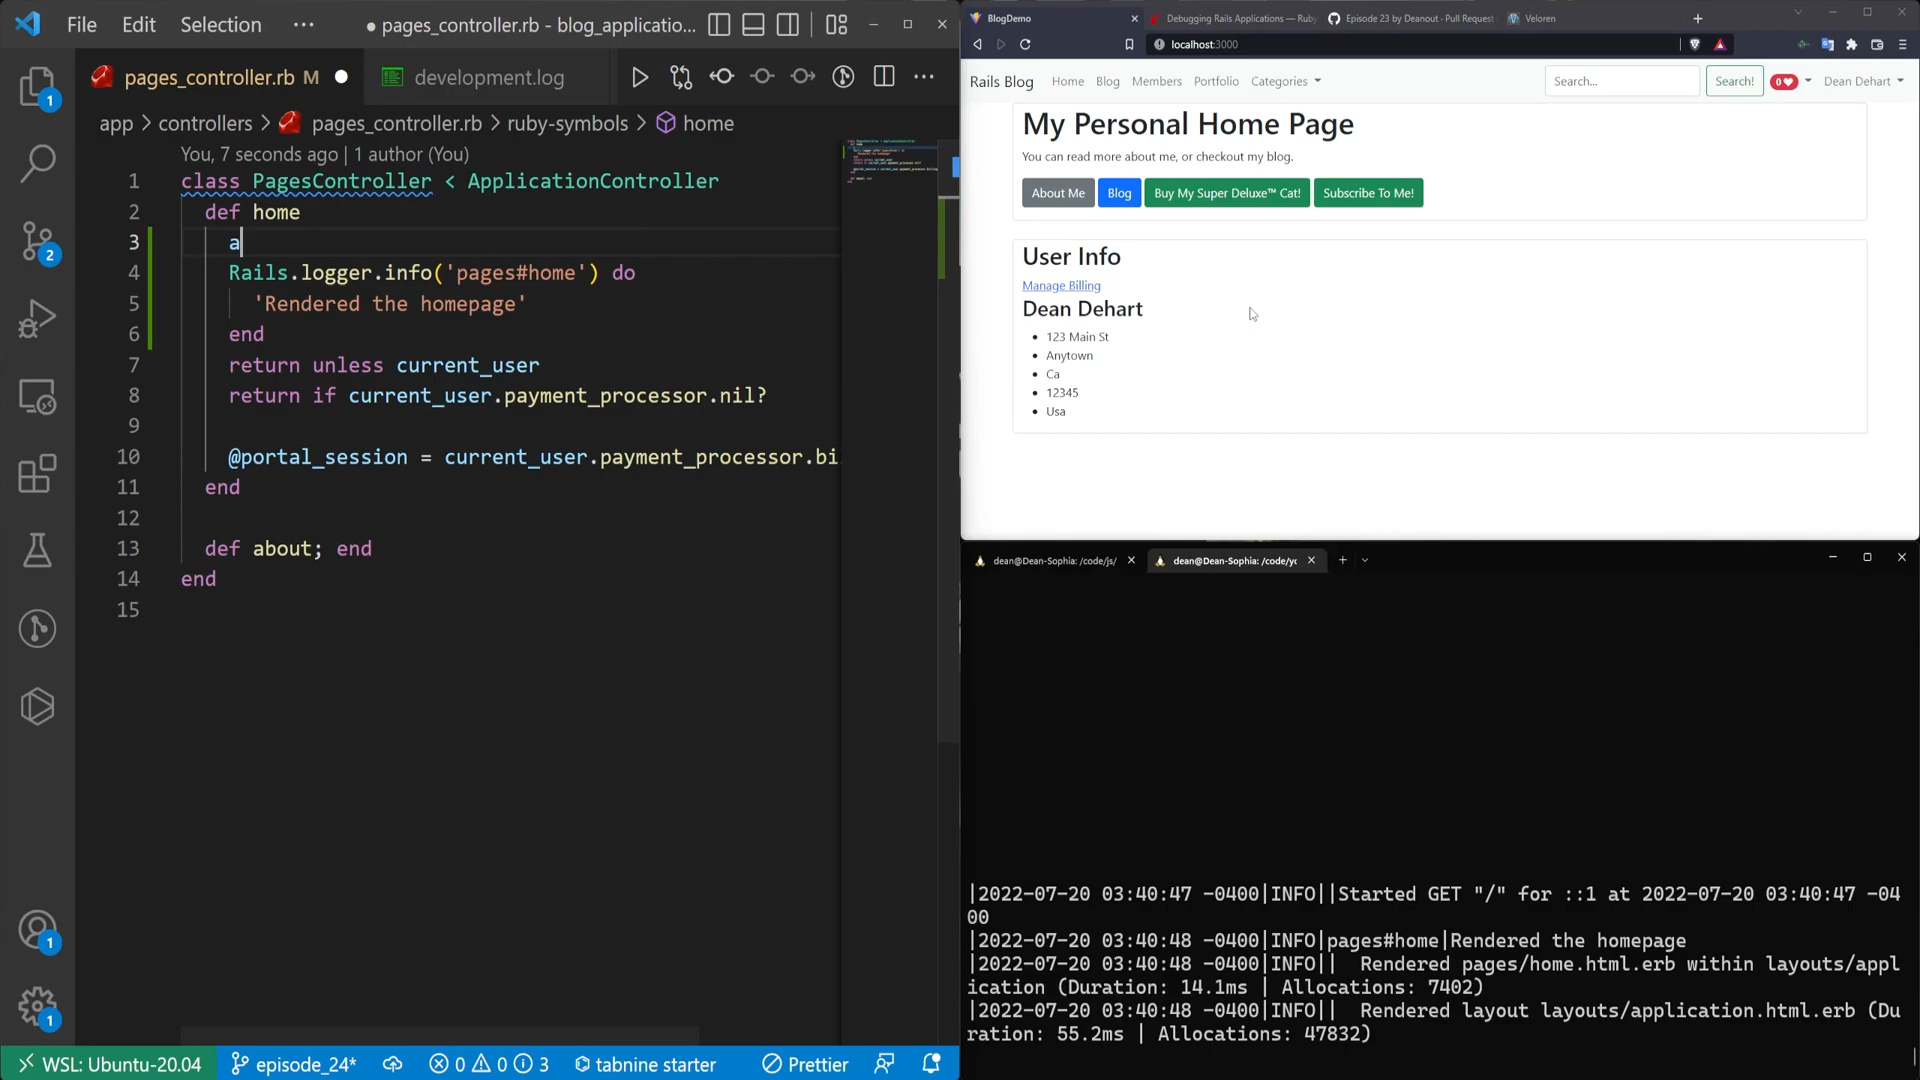 File Edit Selection ··· ● pages_controller.rb - blog_applicatio...
pages_controller.rb M
development.log
app > controllers > pages_controller.rb > ruby-symbols > home
You, 7 seconds ago | 1 author (You)
1 class PagesController < ApplicationController
2 def home
3 a
4 Rails.logger.info('pages#home') do
5 'Rendered the homepage'
6 end
7 return unless current_user
8 return if current_user.payment_processor.nil?
9
10 @portal_session = current_user.payment_processor.bi
11 end
12
13 def about; end
14 end
15
1
2
1
1
WSL: Ubuntu-20.04 episode_24* 0 0 3 tabnine starter Prettier
BlogDemo
Debugging Rails Applications — Ruby
Episode 23 by Deanout · Pull Request
Veloren
localhost:3000
Rails Blog Home Blog Members Portfolio Categories Search... Search! 0 Dean Dehart
My Personal Home Page
You can read more about me, or checkout my blog.
About Me Blog Buy My Super Deluxe™ Cat! Subscribe To Me!
User Info
Manage Billing
Dean Dehart
123 Main St
Anytown
Ca
12345
Usa
dean@Dean-Sophia: /code/js/
dean@Dean-Sophia: /code/yo
|2022-07-20 03:40:47 -0400|INFO||Started GET "/" for ::1 at 2022-07-20 03:40:47 -04
00
|2022-07-20 03:40:48 -0400|INFO|pages#home|Rendered the homepage
|2022-07-20 03:40:48 -0400|INFO|| Rendered pages/home.html.erb within layouts/appl
ication (Duration: 14.1ms | Allocations: 7402)
|2022-07-20 03:40:48 -0400|INFO|| Rendered layout layouts/application.html.erb (Du
ration: 55.2ms | Allocations: 47832)